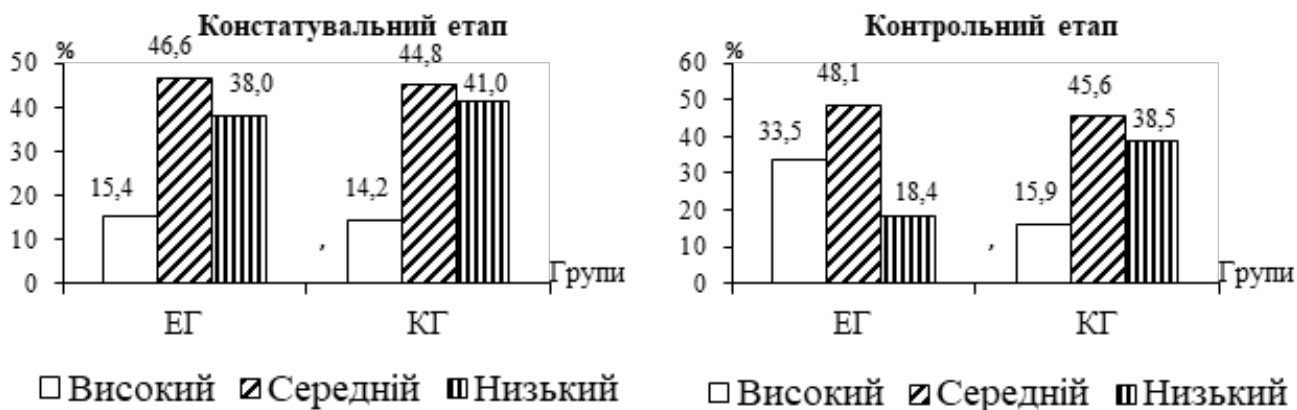 Констатувальний етап
%
50
40
30
20
10
0
15,4
46,6
38,0
14,2
44,8
41,0
,
Групи
ЕГ
КГ
Високий
Середній
Низький
Контрольний етап
%
60
50
40
30
20
10
0
33,5
48,1
18,4
15,9
45,6
38,5
,
Групи
ЕГ
КГ
Високий
Середній
Низький